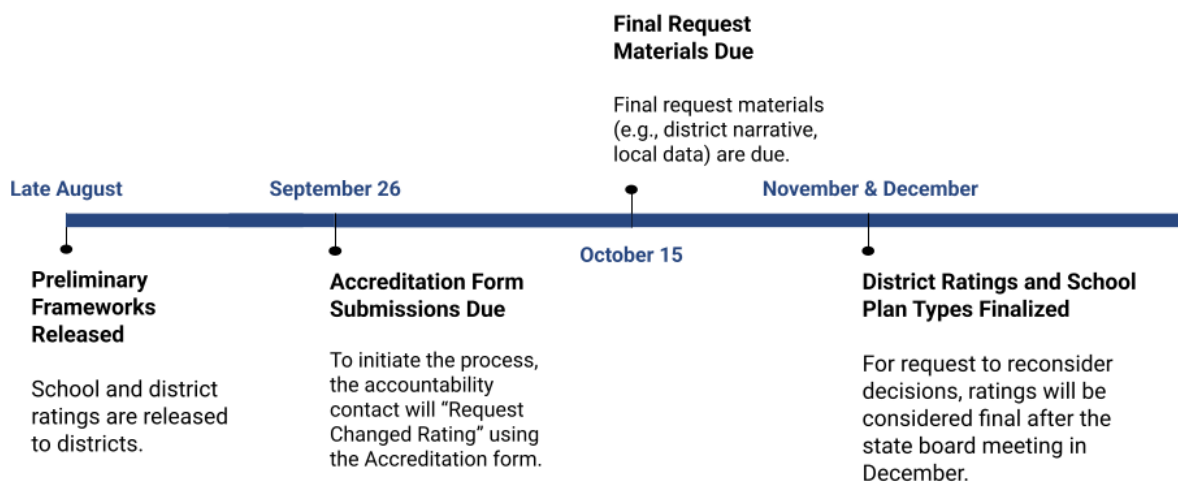 Late August
Preliminary
Frameworks
Released
School and district
ratings are released
to districts.
September 26
Accreditation Form
Submissions Due
To initiate the process,
the accountability
contact will “Request
Changed Rating” using
the Accreditation form.
Final Request
Materials Due
Final request materials
(e.g., district narrative,
local data) are due.
October 15
November & December
District Ratings and School
Plan Types Finalized
For request to reconsider
decisions, ratings will be
considered final after the
state board meeting in
December.